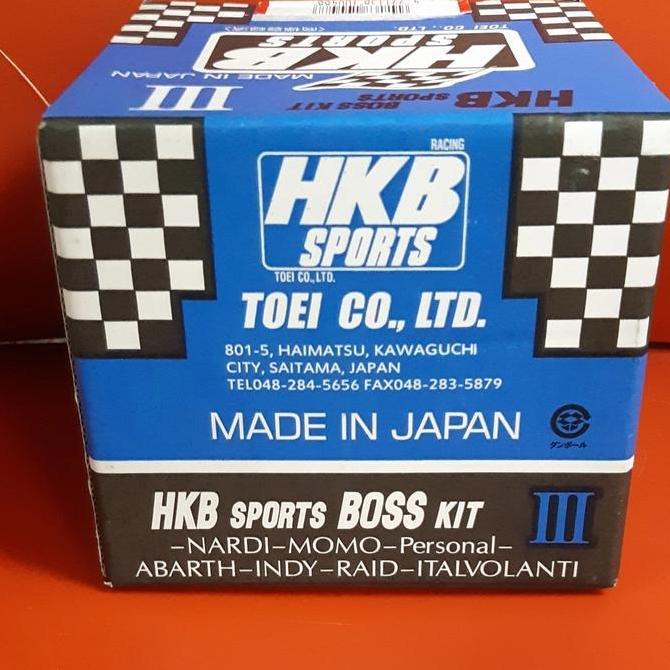 TOEI CO., LTD.
HKB
SPORTS
MADE IN JAPAN
III
HKB SPORTS
BOSS KIT
RACING
HKB
SPORTS
TOEI CO.,LTD.
TOEI CO., LTD.
801-5, HAIMATSU, KAWAGUCHI
CITY, SAITAMA, JAPAN
TEL048-284-5656 FAX048-283-5879
MADE IN JAPAN
ダンボール
HKB SPORTS BOSS KIT III
–NARDI–MOMO–Personal–
ABARTH–INDY–RAID–ITALVOLANTI